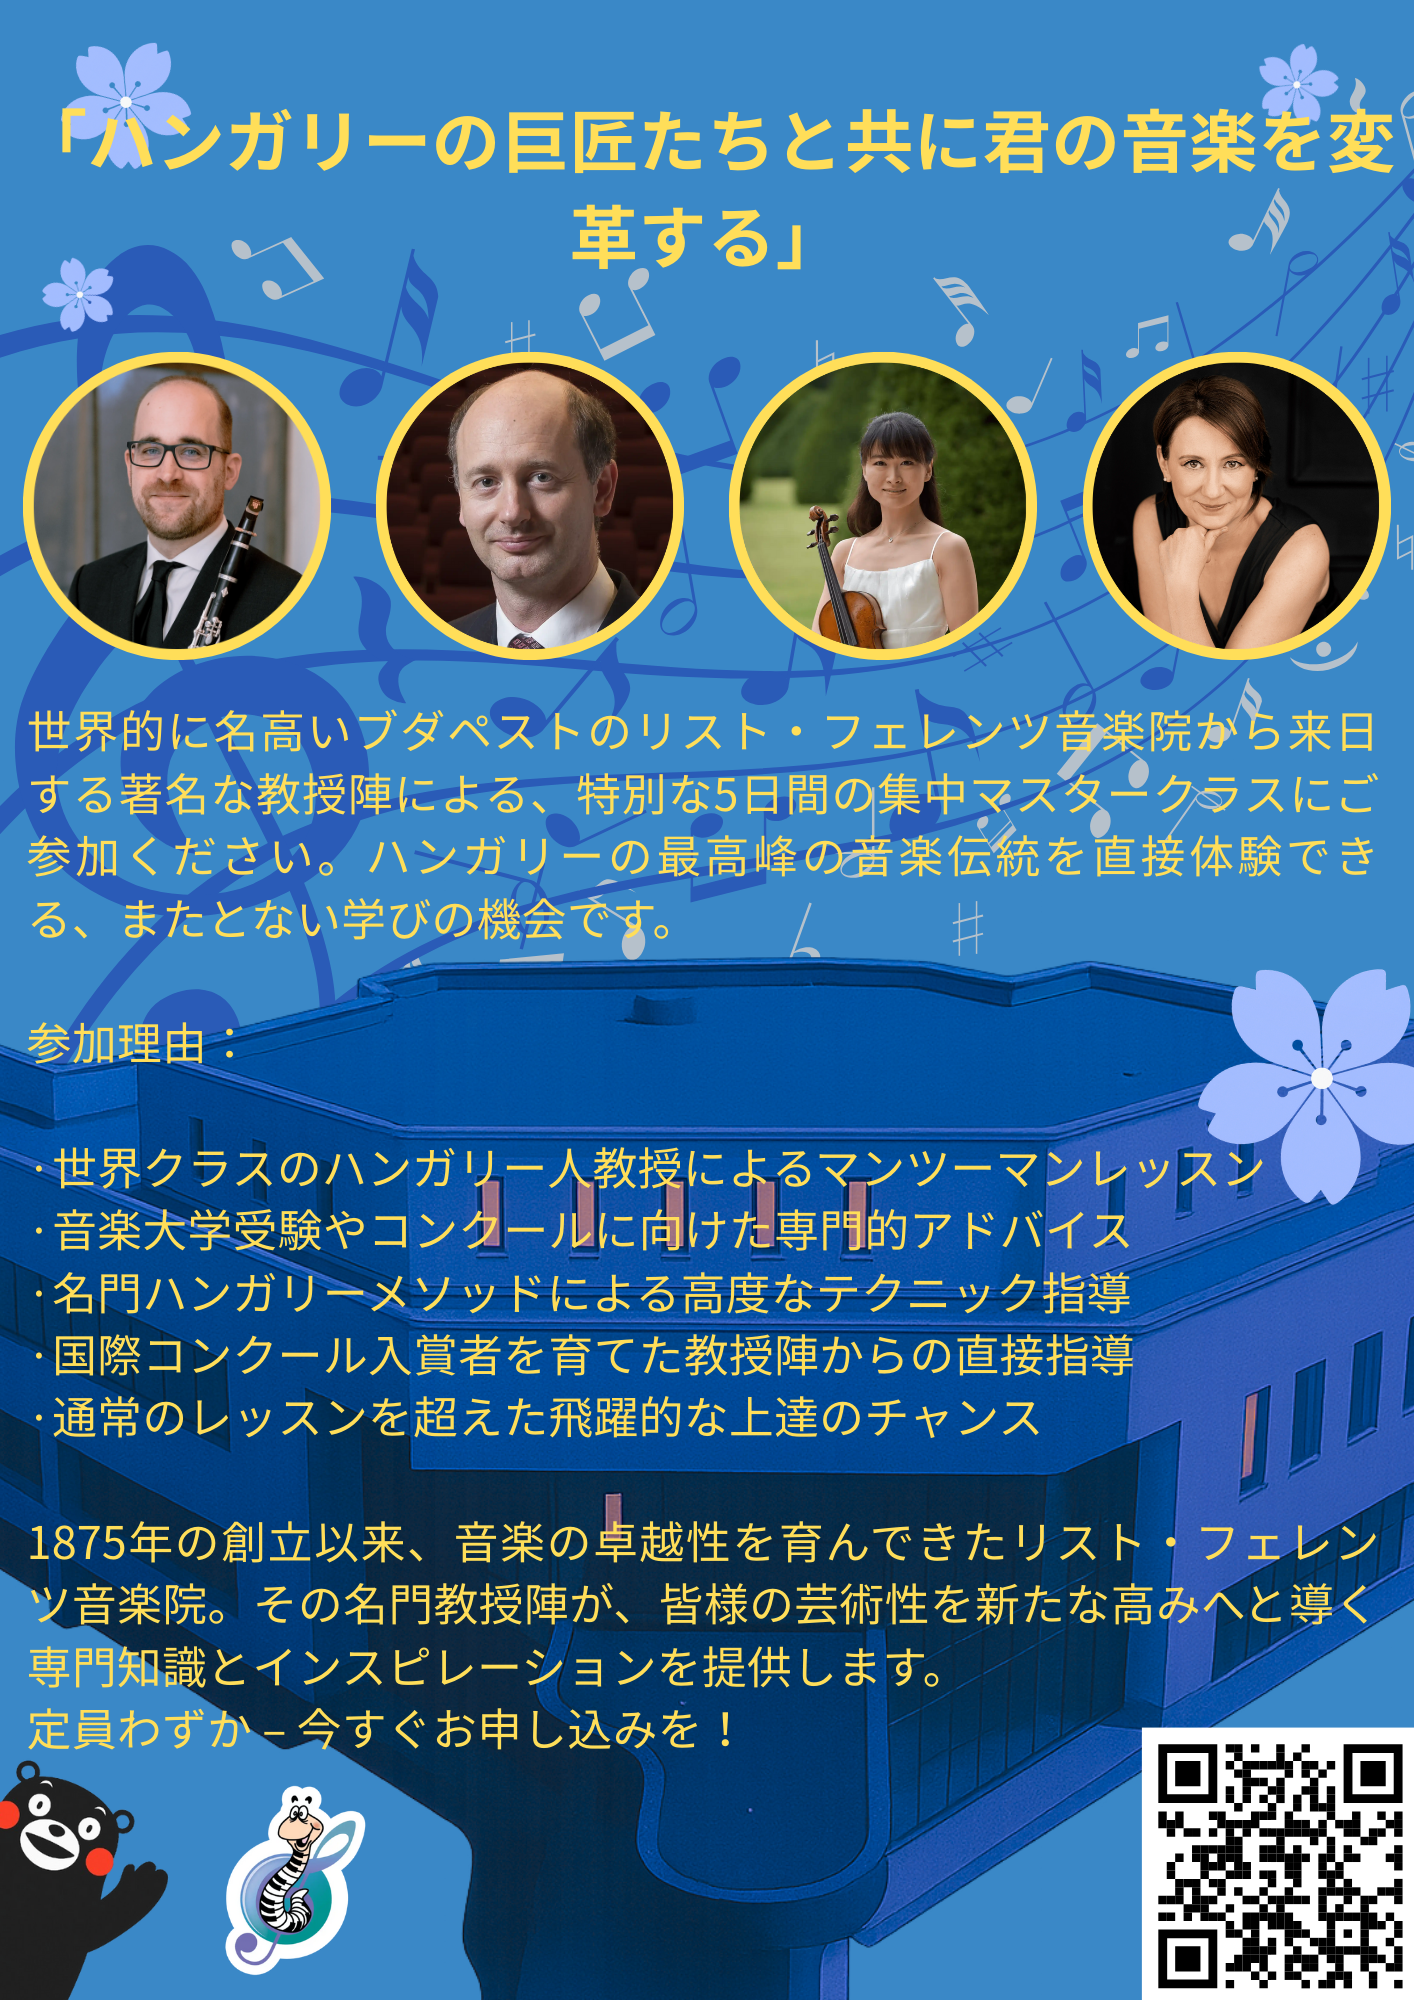 「ハンガリーの巨匠たちと共に君の音楽を変
革する」
世界的に名高いブダペストのリスト・フェレンツ音楽院から来日
する著名な教授陣による、特別な5日間の集中マスタークラスにご
参加ください。ハンガリーの最高峰の音楽伝統を直接体験でき
る、またとない学びの機会です。
参加理由：
·世界クラスのハンガリー人教授によるマンツーマンレッスン
·音楽大学受験やコンクールに向けた専門的アドバイス
·名門ハンガリーメソッドによる高度なテクニック指導
·国際コンクール入賞者を育てた教授陣からの直接指導
·通常のレッスンを超えた飛躍的な上達のチャンス
1875年の創立以来、音楽の卓越性を育んできたリスト・フェレン
ツ音楽院。その名門教授陣が、皆様の芸術性を新たな高みへと導く
専門知識とインスピレーションを提供します。
定員わずか – 今すぐお申し込みを！